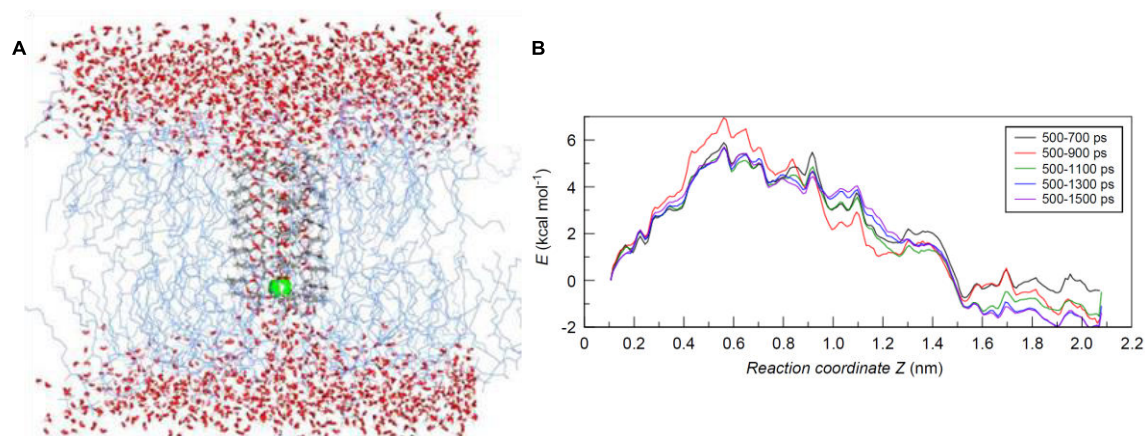 A
B
E (kcal mol⁻¹)
6
4
2
0
-2
500-700 ps
500-900 ps
500-1100 ps
500-1300 ps
500-1500 ps
0 0.2 0.4 0.6 0.8 1.0 1.2 1.4 1.6 1.8 2.0 2.2
Reaction coordinate Z (nm)